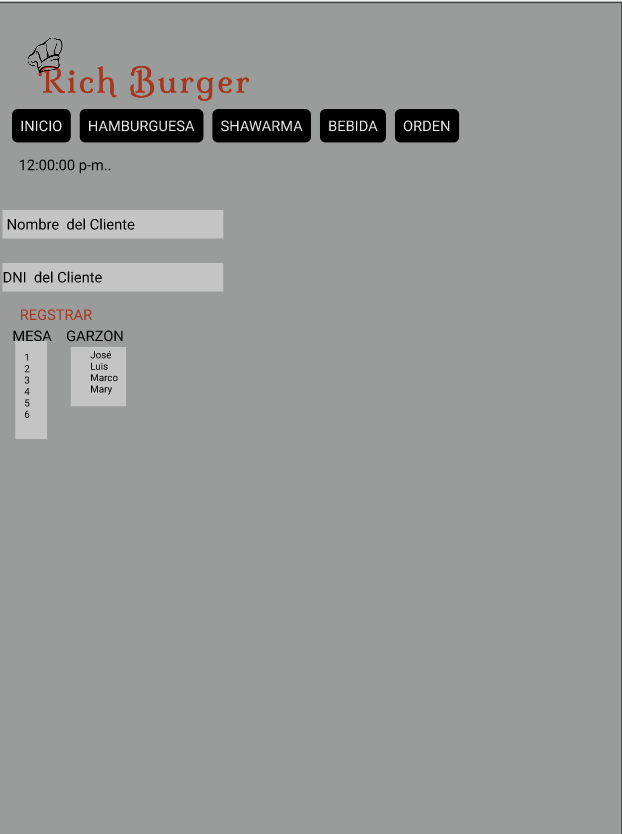 Rich Burger
INICIO HAMBURGUESA SHAWARMA BEBIDA ORDEN
12:00:00 p-m..
Nombre del Cliente
DNI del Cliente
REGSTRAR
MESA GARZON
1 José
2 Luis
3 Marco
4 Mary
5
6